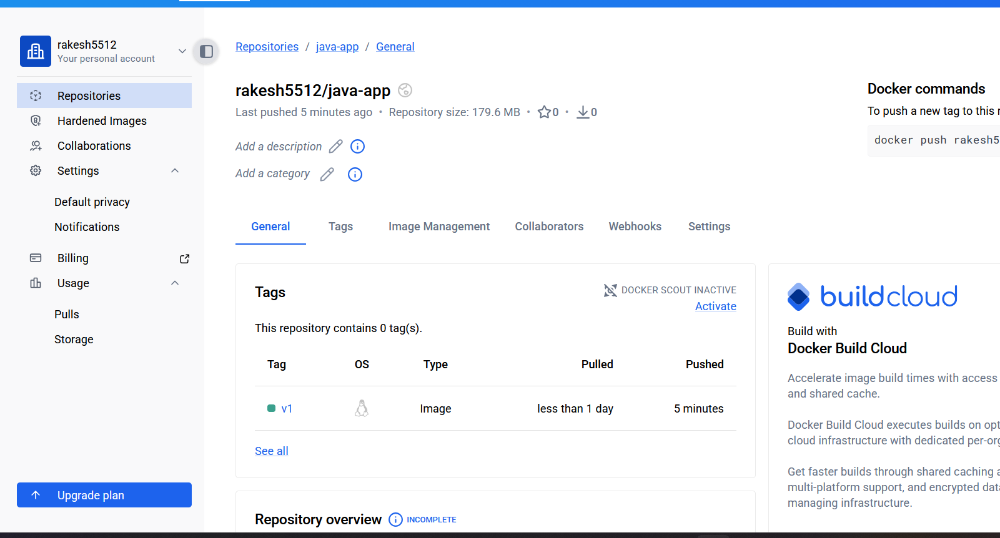 rakesh5512
Your personal account
Repositories
Hardened Images
Collaborations
Settings
Default privacy
Notifications
Billing
Usage
Pulls
Storage
Upgrade plan
Repositories / java-app / General
rakesh5512/java-app
Last pushed 5 minutes ago • Repository size: 179.6 MB • 0 • 0
Add a description
Add a category
Docker commands
To push a new tag to this r
docker push rakesh5
General Tags Image Management Collaborators Webhooks Settings
Tags
DOCKER SCOUT INACTIVE
Activate
This repository contains 0 tag(s).
Tag OS Type Pulled Pushed
v1 Image less than 1 day 5 minutes
See all
Repository overview INCOMPLETE
buildcloud
Build with
Docker Build Cloud
Accelerate image build times with access
and shared cache.
Docker Build Cloud executes builds on opt
cloud infrastructure with dedicated per-org
Get faster builds through shared caching a
multi-platform support, and encrypted data
managing infrastructure.